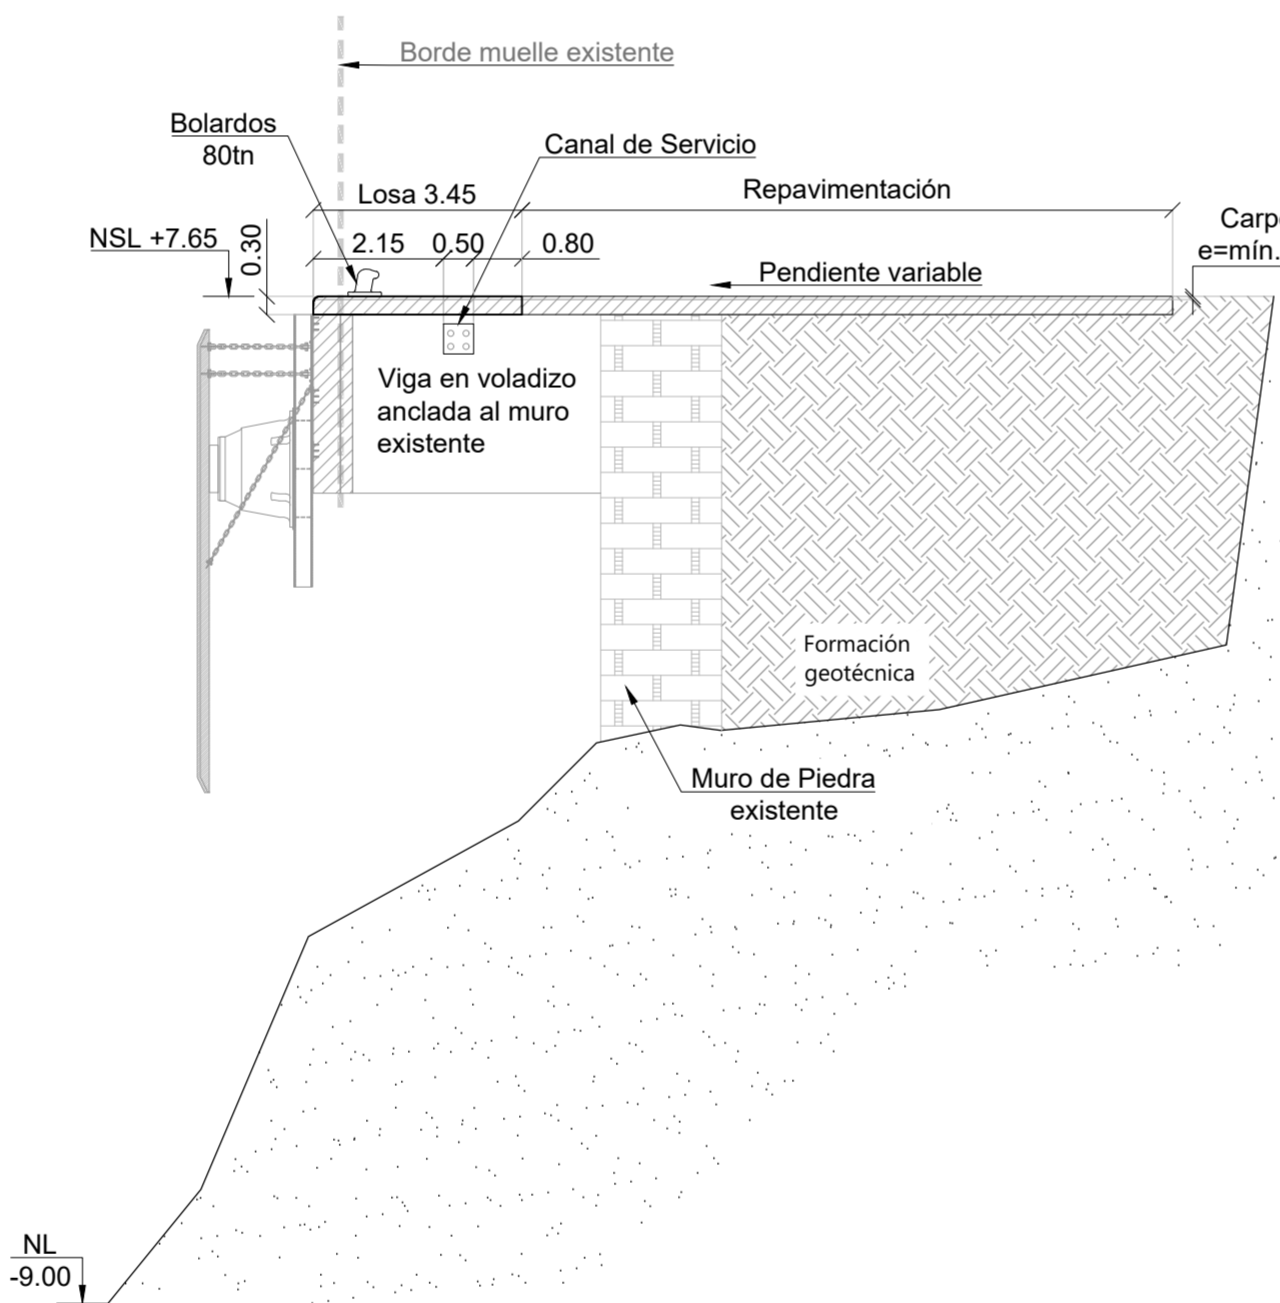 Borde muelle existente
Bolardos
80tn
Canal de Servicio
Losa 3.45
Repavimentación
NSL +7.65
0.30
2.15
0.50
0.80
e=mín.
Pendiente variable
Viga en voladizo
anclada al muro
existente
Formación
geotécnica
Muro de Piedra
existente
NL
-9.00